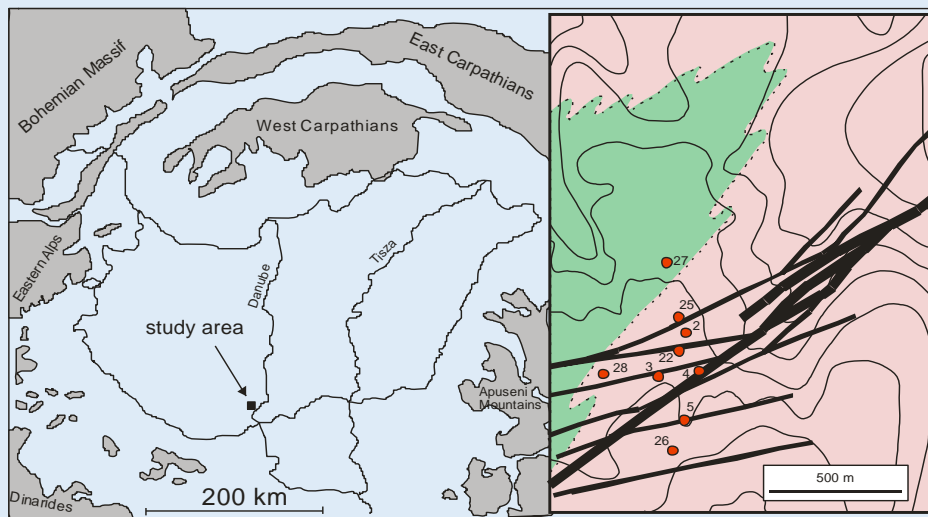 Bohemian Massif
East Carpathians
West Carpathians
Eastern Alps
Danube
Tisza
study area
Apuseni
Mountains
Dinarides
200 km
27
25
2
22
28
3
4
5
26
500 m